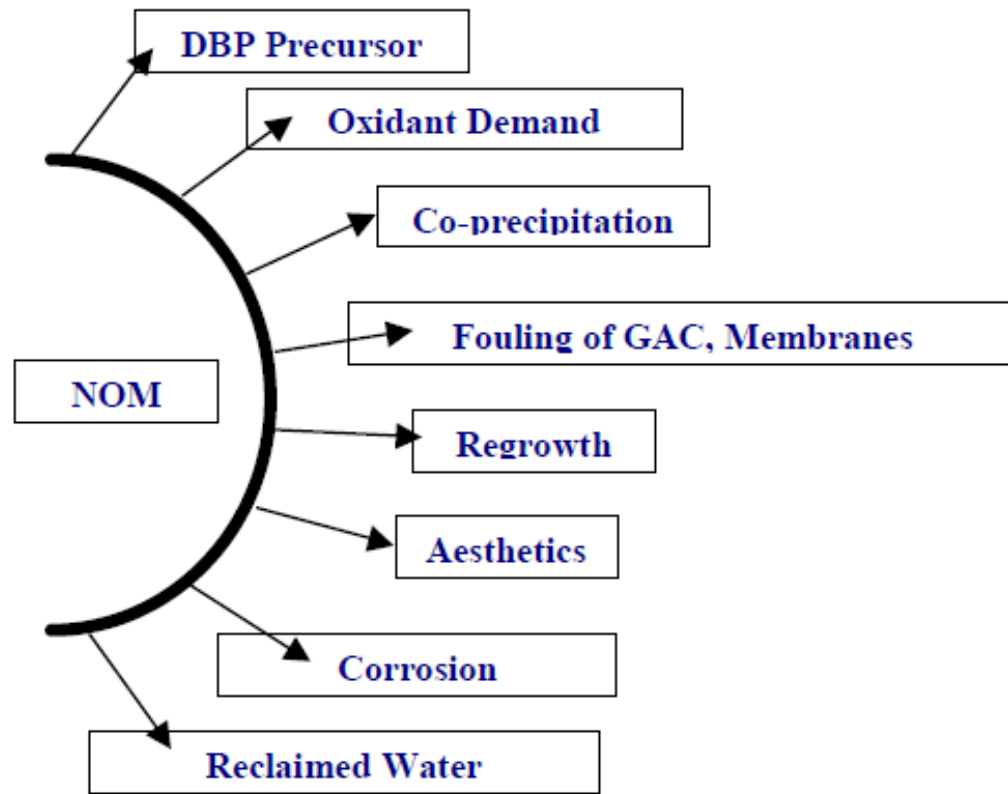 DBP Precursor
Oxidant Demand
Co-precipitation
Fouling of GAC, Membranes
NOM
Regrowth
Aesthetics
Corrosion
Reclaimed Water